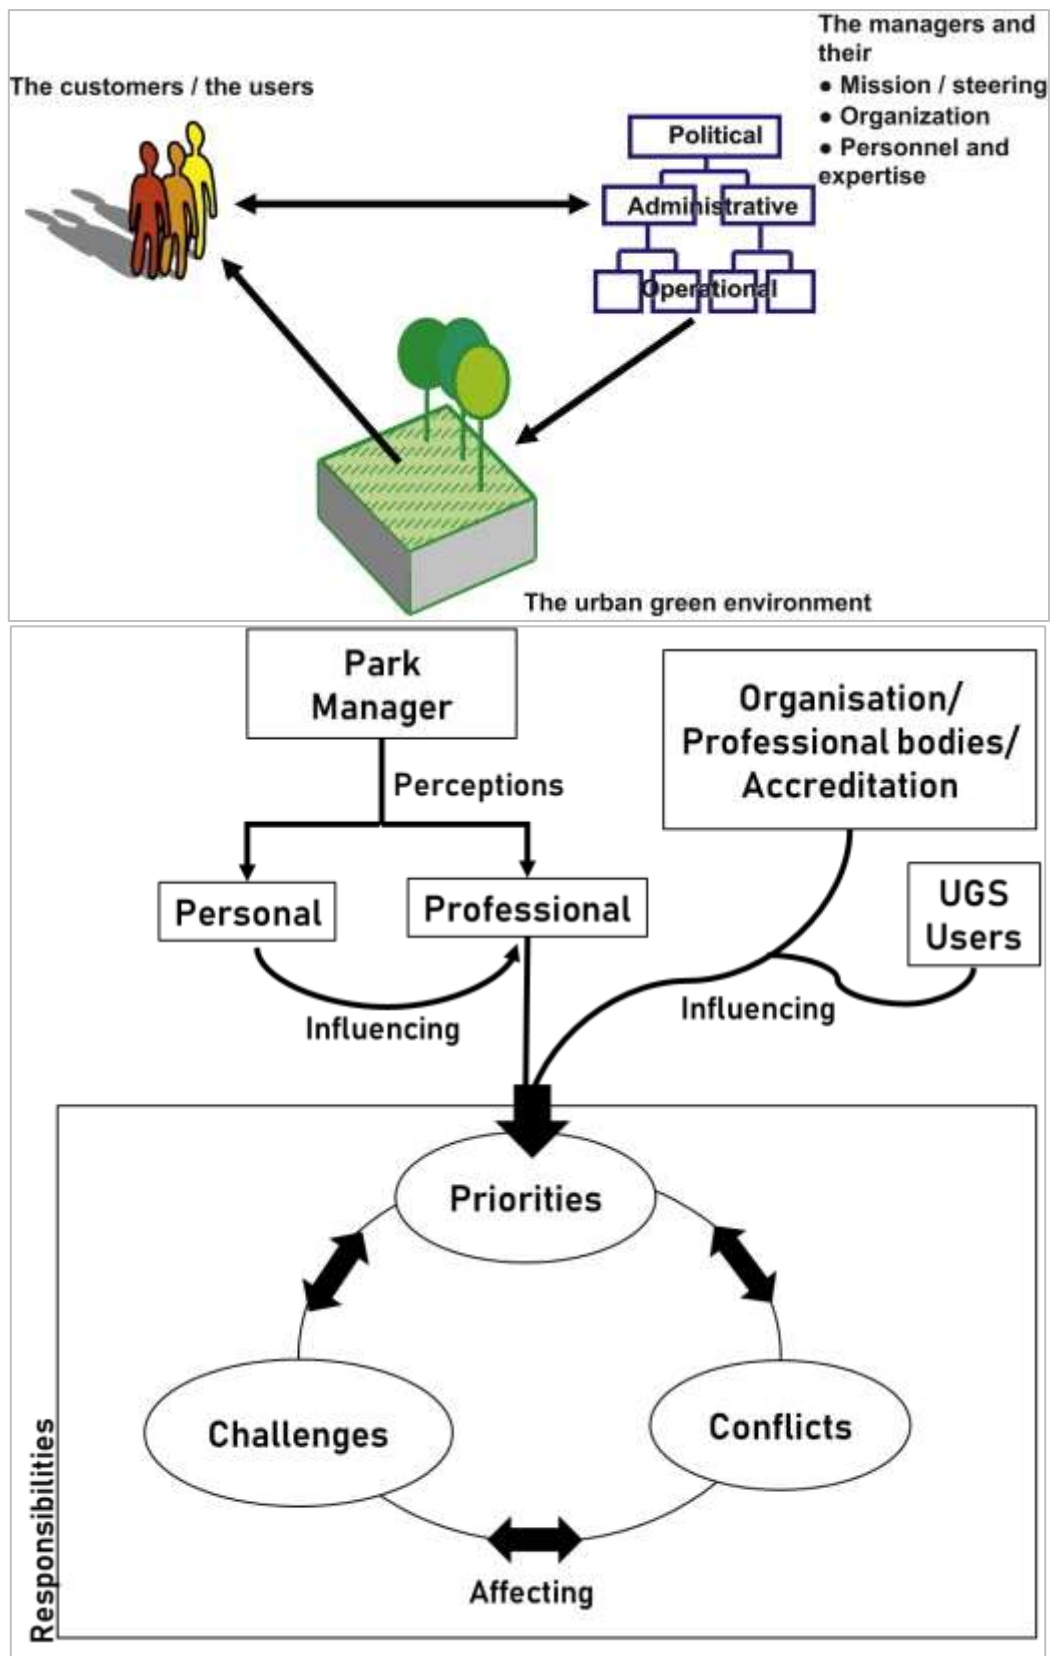 The managers and
their
● Mission / steering
● Organization
● Personnel and
expertise
The customers / the users
Political
Administrative
Operational
The urban green environment
Park
Manager
Organisation/
Professional bodies/
Accreditation
Perceptions
Personal
Professional
UGS
Users
Influencing
Influencing
Priorities
Challenges
Conflicts
Affecting
Responsibilities